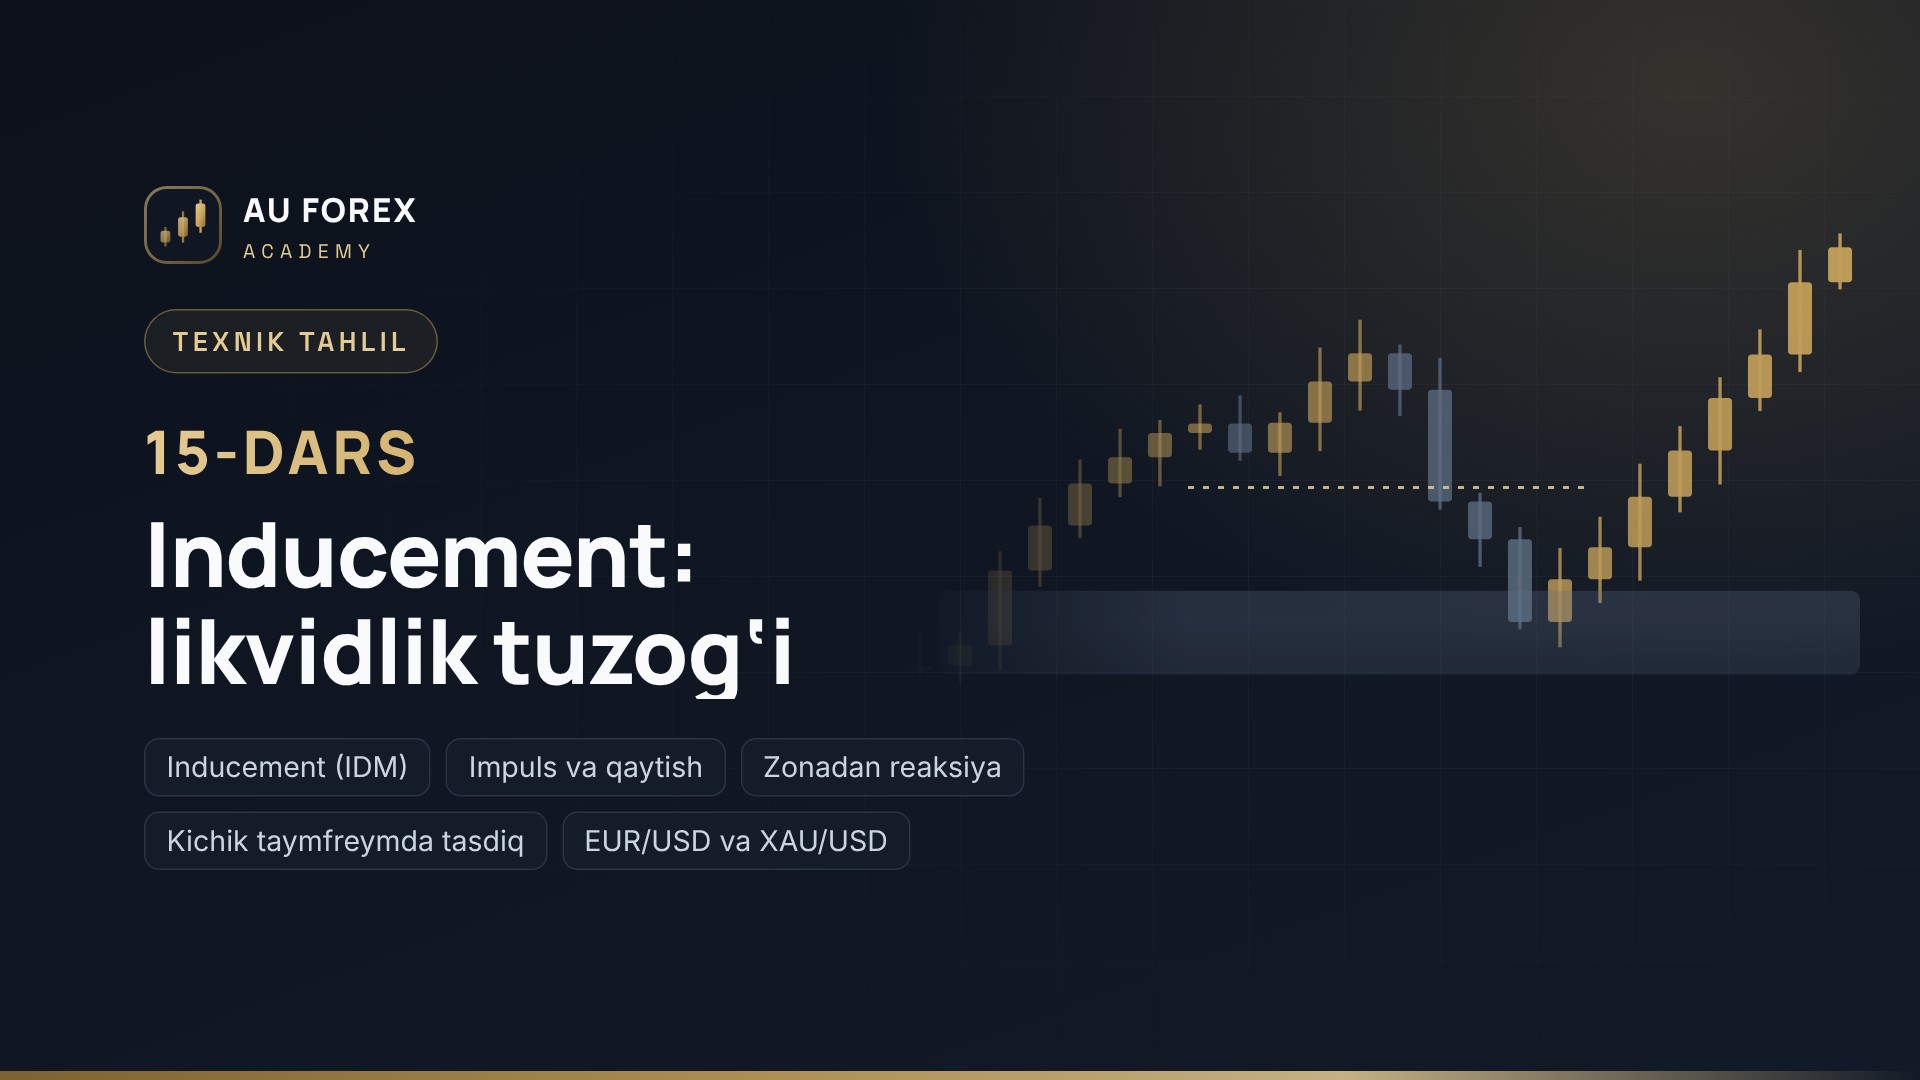 AU FOREX
ACADEMY
TEXNIK TAHLIL
15-DARS
Inducement:
likvidlik tuzogʻi
Inducement (IDM)
Impuls va qaytish
Zonadan reaksiya
Kichik taymfreymda tasdiq
EUR/USD va XAU/USD